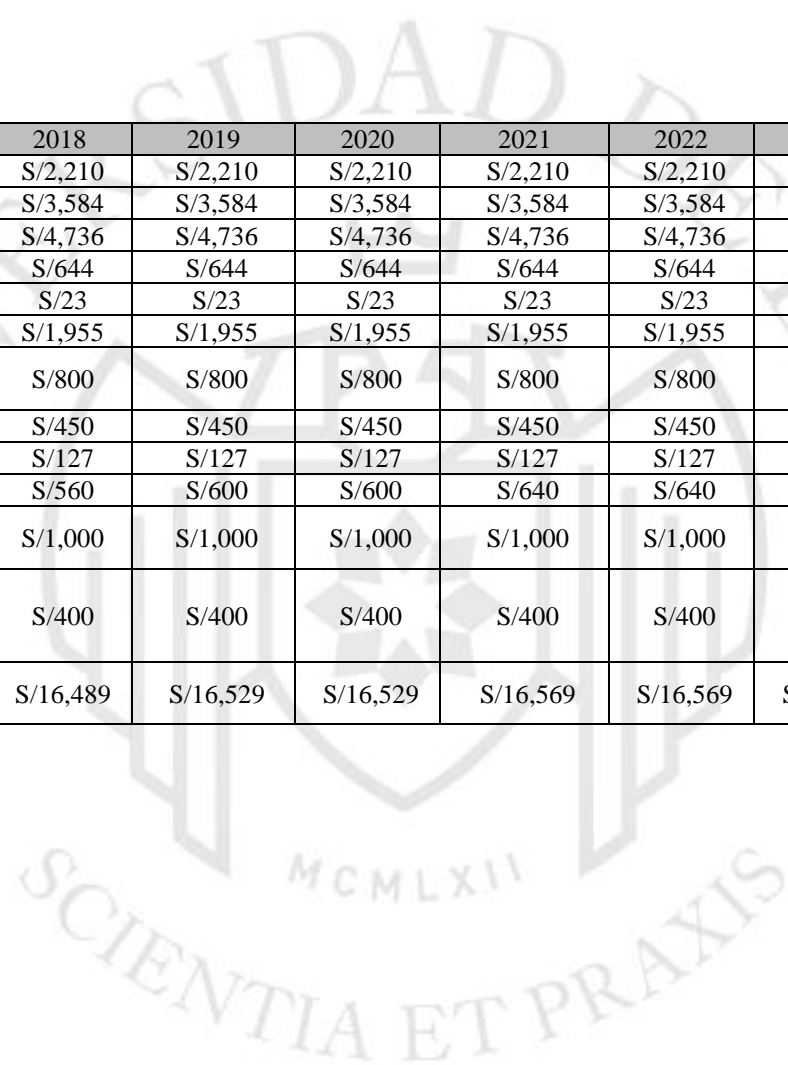 RSIDAD DE
2018 2019 2020 2021 2022
S/2,210 S/2,210 S/2,210 S/2,210 S/2,210
S/3,584 S/3,584 S/3,584 S/3,584 S/3,584
S/4,736 S/4,736 S/4,736 S/4,736 S/4,736
S/644 S/644 S/644 S/644 S/644
S/23 S/23 S/23 S/23 S/23
S/1,955 S/1,955 S/1,955 S/1,955 S/1,955
S/800 S/800 S/800 S/800 S/800
S/450 S/450 S/450 S/450 S/450
S/127 S/127 S/127 S/127 S/127
S/560 S/600 S/600 S/640 S/640
S/1,000 S/1,000 S/1,000 S/1,000 S/1,000
S/400 S/400 S/400 S/400 S/400
S/16,489 S/16,529 S/16,529 S/16,569 S/16,569 S
MCMLXII
SCIENTIA ET PRAXIS